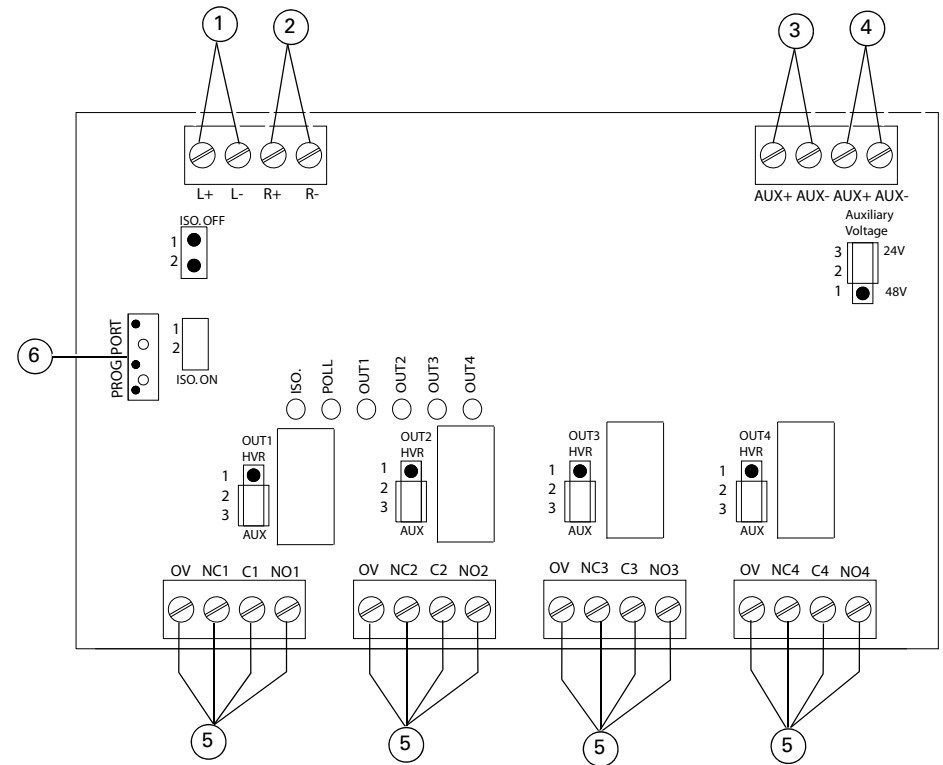 1 2 3 4
L+ L- R+ R-
AUX+ AUX- AUX+ AUX-
ISO. OFF
1
2
Auxiliary
Voltage
3 24V
2
1 48V
6
PROG PORT
1
2
ISO. ON
ISO. POLL OUT1 OUT2 OUT3 OUT4
OUT1
HVR
1
2
3
AUX
OUT2
HVR
1
2
3
AUX
OUT3
HVR
1
2
3
AUX
OUT4
HVR
1
2
3
AUX
OV NC1 C1 NO1
OV NC2 C2 NO2
OV NC3 C3 NO3
OV NC4 C4 NO4
5 5 5 5